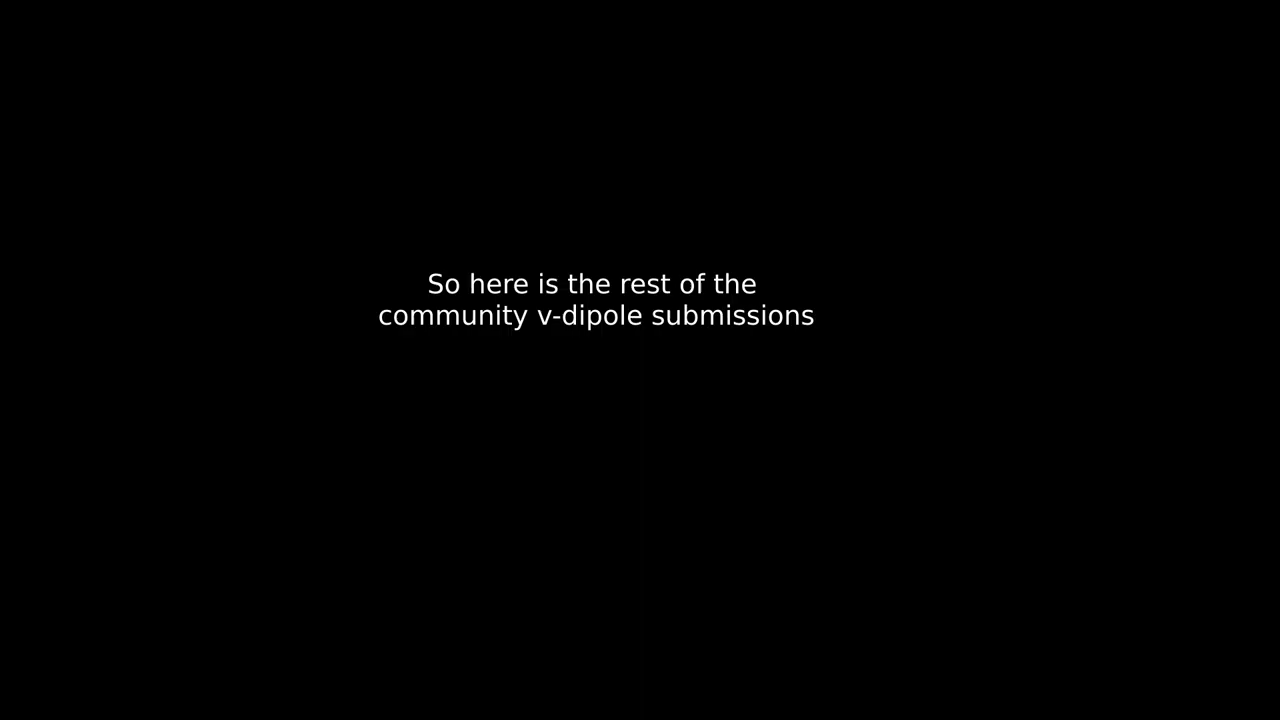 So here is the rest of the
community v-dipole submissions